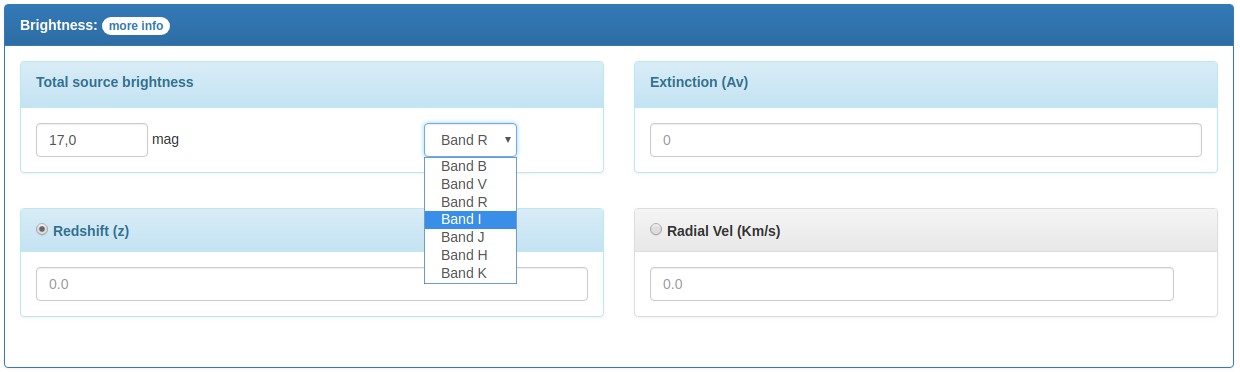 Brightness: more info
Total source brightness
Extinction (Av)
17,0 mag
Band R
0
Band B
Band V
Band R
Band I
Band J
Band H
Band K
Redshift (z)
Radial Vel (Km/s)
0.0
0.0